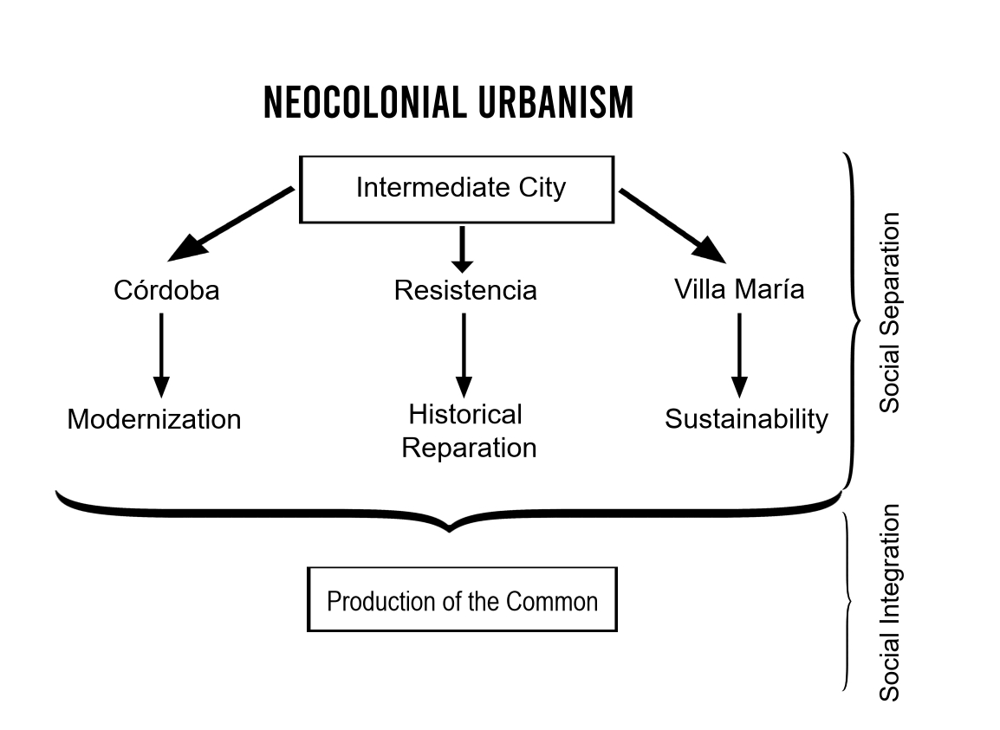 NEOCOLONIAL URBANISM
Intermediate City
Córdoba
Resistencia
Villa María
Modernization
Historical
Reparation
Sustainability
Social Separation
Production of the Common
Social Integration